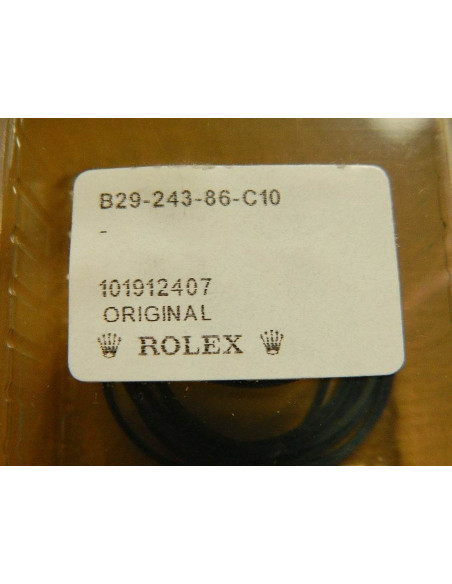 B29-243-86-C10
-
101912407
ORIGINAL
ROLEX